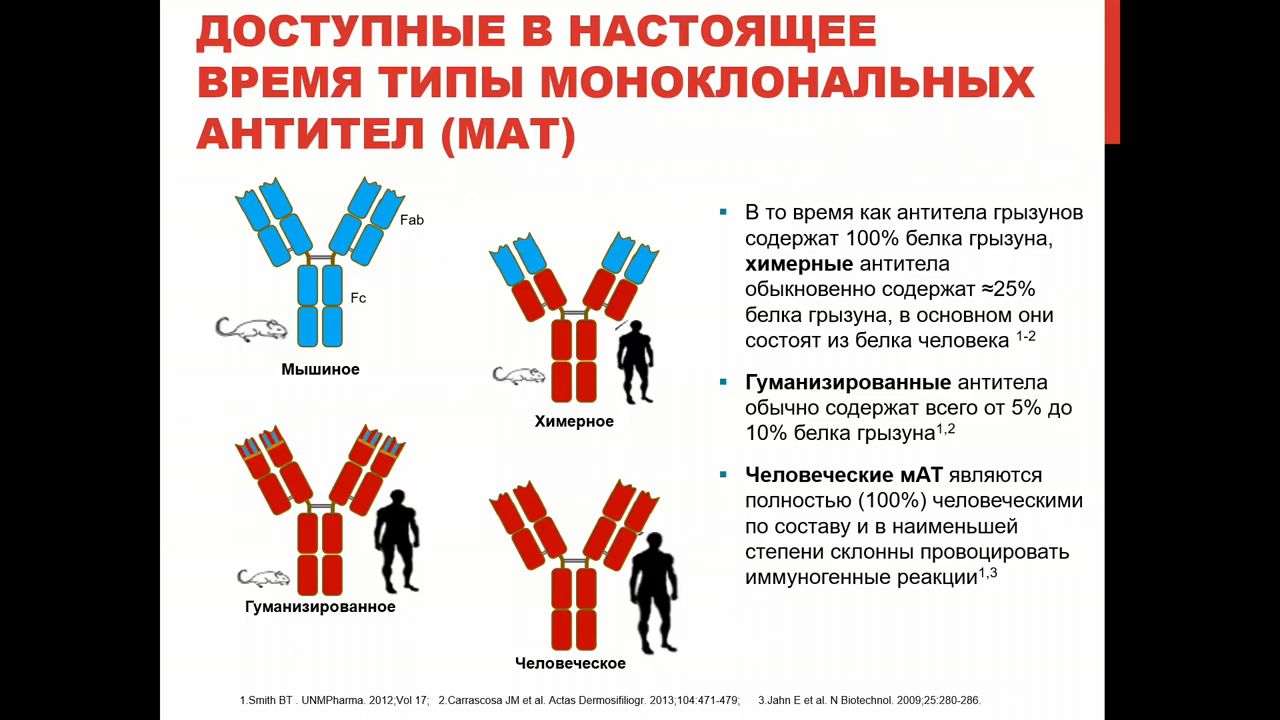 ДОСТУПНЫЕ В НАСТОЯЩЕЕ
ВРЕМЯ ТИПЫ МОНОКЛОНАЛЬНЫХ
АНТИТЕЛ (МАТ)
Fab
Fc
Мышиное
Химерное
Гуманизированное
Человеческое
В то время как антитела грызунов
содержат 100% белка грызуна,
химерные антитела
обыкновенно содержат ≈25%
белка грызуна, в основном они
состоят из белка человека 1-2
Гуманизированные антитела
обычно содержат всего от 5% до
10% белка грызуна1,2
Человеческие мАТ являются
полностью (100%) человеческими
по составу и в наименьшей
степени склонны провоцировать
иммуногенные реакции1,3
1.Smith BT . UNMPharma. 2012;Vol 17; 2.Carrascosa JM et al. Actas Dermosifiliogr. 2013;104:471-479; 3.Jahn E et al. N Biotechnol. 2009;25:280-286.